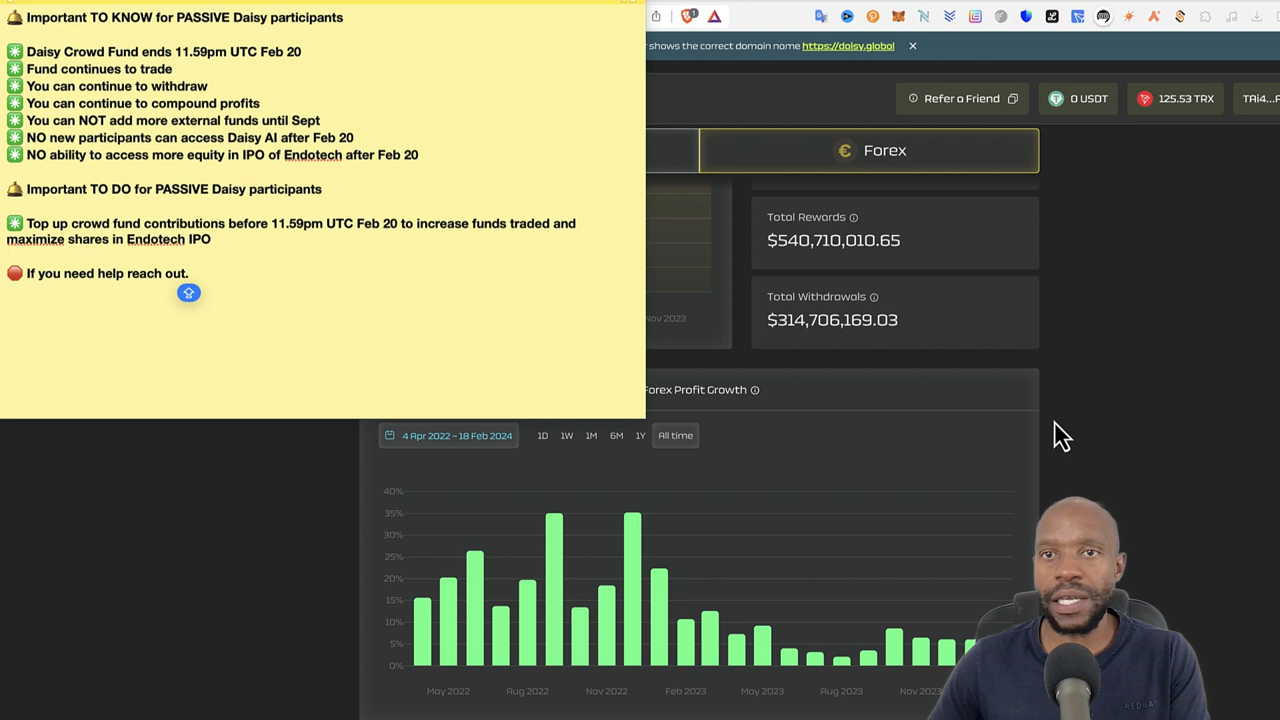 Important TO KNOW for PASSIVE Daisy participants
Daisy Crowd Fund ends 11.59pm UTC Feb 20
Fund continues to trade
You can continue to withdraw
You can continue to compound profits
You can NOT add more external funds until Sept
NO new participants can access Daisy AI after Feb 20
NO ability to access more equity in IPO of Endotech after Feb 20
Important TO DO for PASSIVE Daisy participants
Top up crowd fund contributions before 11.59pm UTC Feb 20 to increase funds traded and
maximize shares in Endotech IPO
If you need help reach out.
1
shows the correct domain name https://daisy.global
Refer a Friend
0 USDT
125.53 TRX
TAi4...F
Forex
Total Rewards
$540,710,010.65
Total Withdrawals
$314,706,169.03
Nov 2023
Forex Profit Growth
4 Apr 2022 ~ 18 Feb 2024 1D 1W 1M 6M 1Y All time
40%
35%
30%
25%
20%
15%
10%
5%
0%
May 2022 Aug 2022 Nov 2022 Feb 2023 May 2023 Aug 2023 Nov 2023